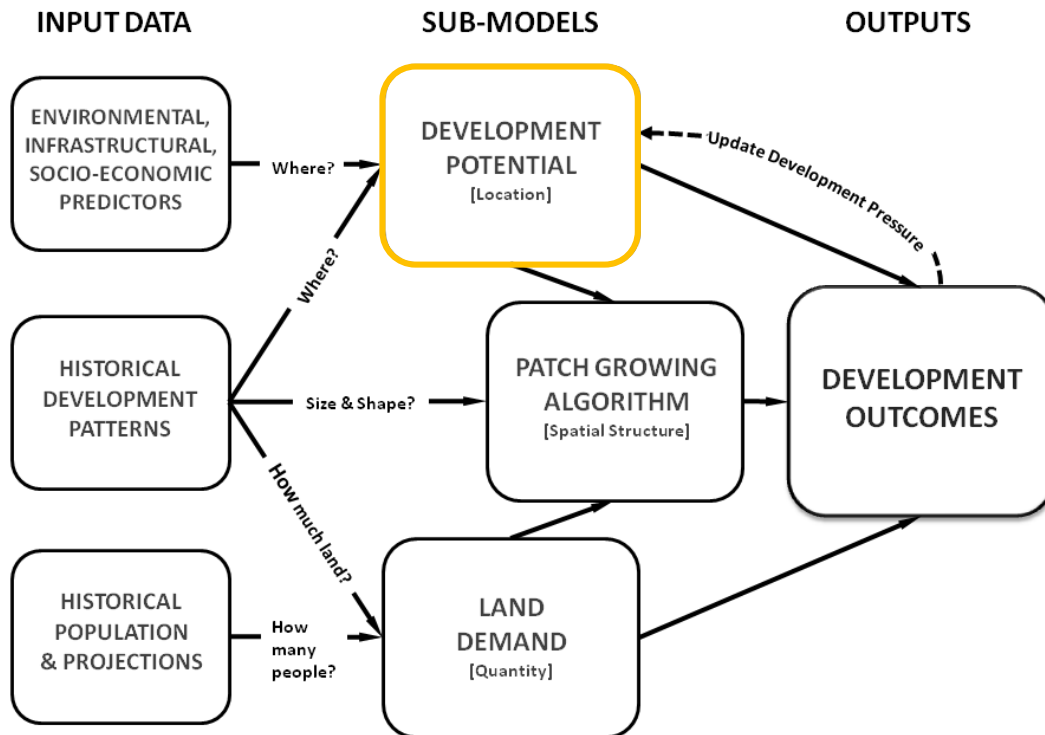 INPUT DATA
SUB-MODELS
OUTPUTS
ENVIRONMENTAL,
INFRASTRUCTURAL,
SOCIO-ECONOMIC
PREDICTORS
Where?
DEVELOPMENT
POTENTIAL
[Location]
Update Development Pressure
Where?
HISTORICAL
DEVELOPMENT
PATTERNS
Size & Shape?
PATCH GROWING
ALGORITHM
[Spatial Structure]
DEVELOPMENT
OUTCOMES
How much land?
HISTORICAL
POPULATION
& PROJECTIONS
How
many
people?
LAND
DEMAND
[Quantity]